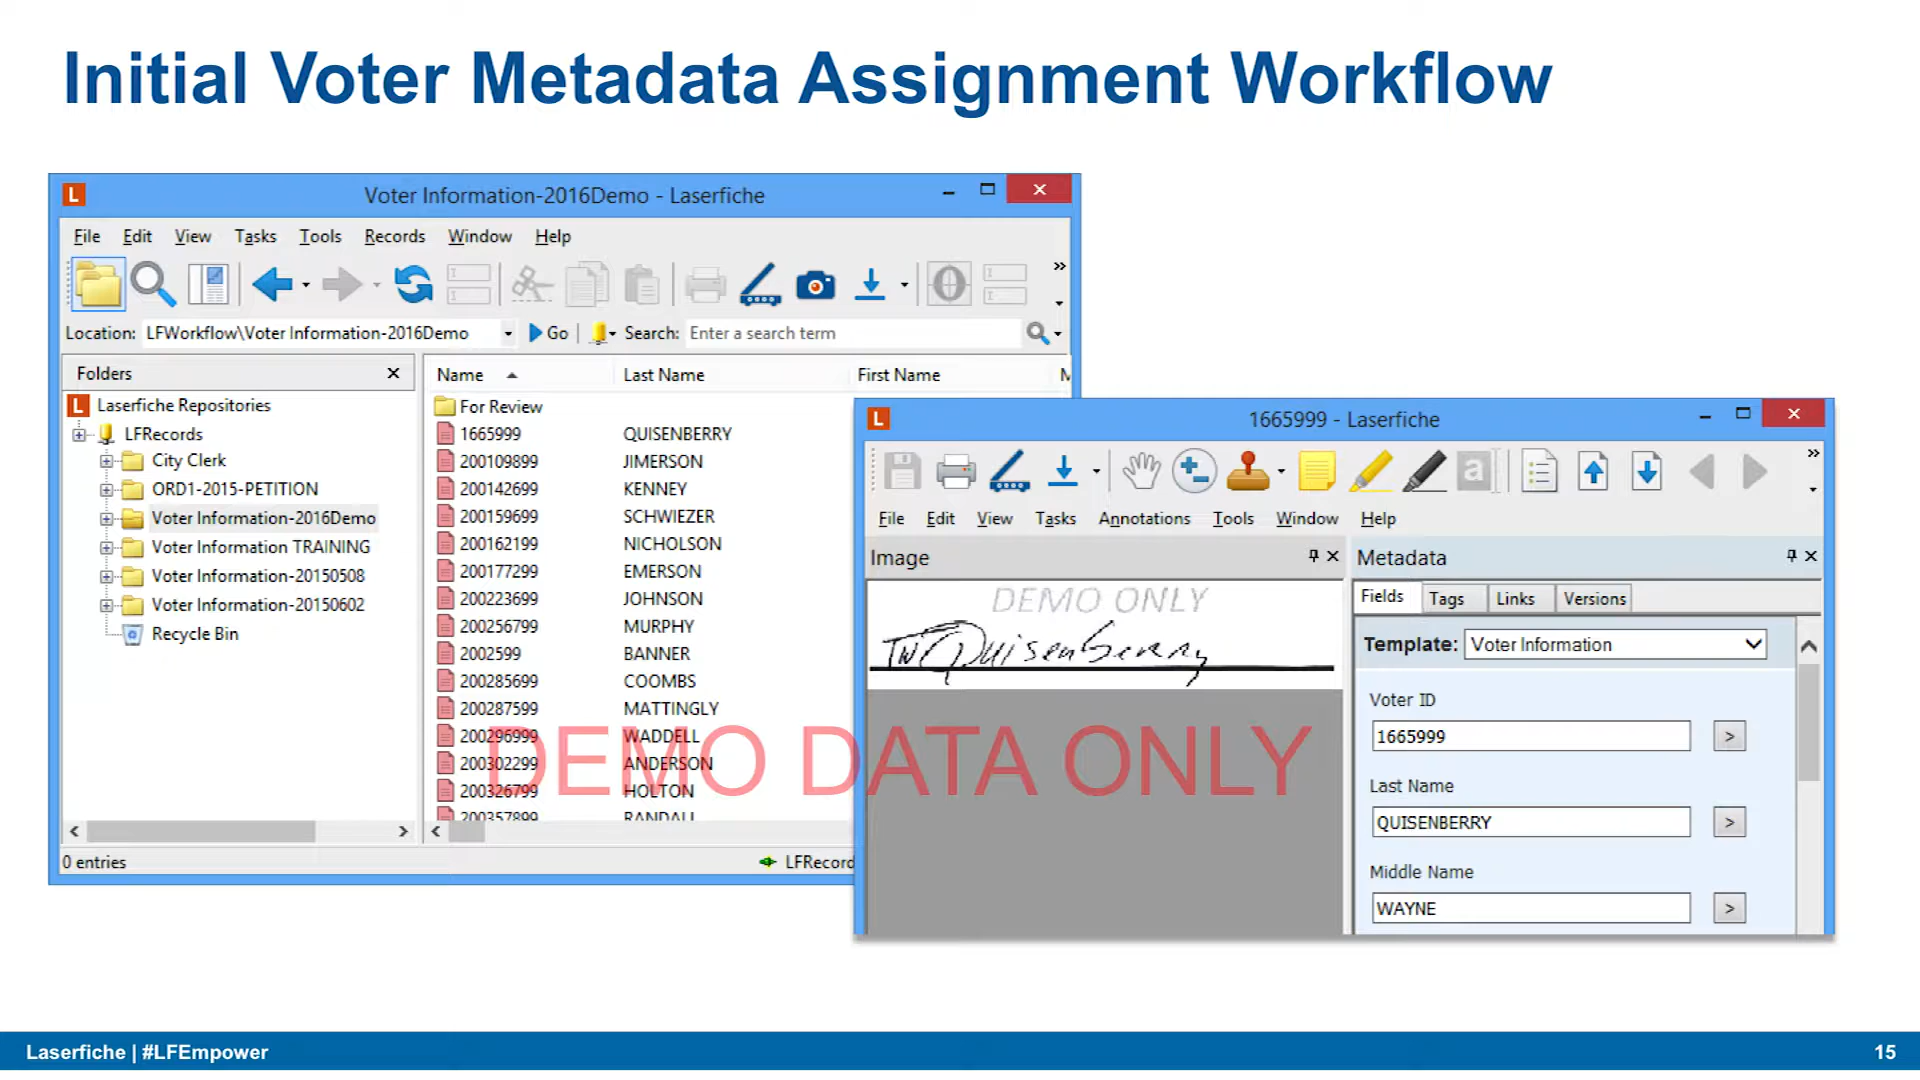 Initial Voter Metadata Assignment Workflow
L
Voter Information-2016Demo - Laserfiche
File Edit View Tasks Tools Records Window Help
Location: LFWorkflow\Voter Information-2016Demo Go Search: Enter a search term
Folders
L Laserfiche Repositories
LFRecords
City Clerk
ORD1-2015-PETITION
Voter Information-2016Demo
Voter Information TRAINING
Voter Information-20150508
Voter Information-20150602
Recycle Bin
0 entries
LFRecord
Name Last Name First Name
For Review
1665999 QUISENBERRY
200109899 JIMERSON
200142699 KENNEY
200159699 SCHWIEZER
200162199 NICHOLSON
200177299 EMERSON
200223699 JOHNSON
200256799 MURPHY
2002599 BANNER
200285699 COOMBS
200287599 MATTINGLY
200296999 WADDELL
200302299 ANDERSON
200326799 HOLTON
200357899 RANDALL
DEMO DATA ONLY
L
1665999 - Laserfiche
a
File Edit View Tasks Annotations Tools Window Help
Image
DEMO ONLY
TW Quisenberry
Metadata
Fields Tags Links Versions
Template: Voter Information
Voter ID
1665999 >
Last Name
QUISENBERRY >
Middle Name
WAYNE >
Laserfiche | #LFEmpower
15